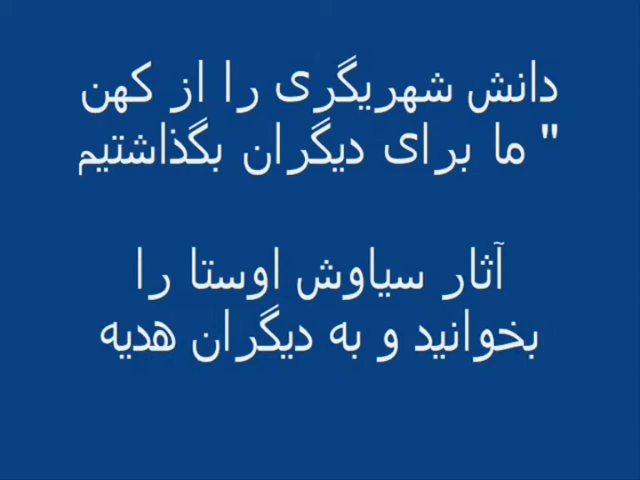 دانش شهریگری را از کهن
" ما برای دیگران بگذاشتیم
آثار سیاوش اوستا را
بخوانید و به دیگران هدیه